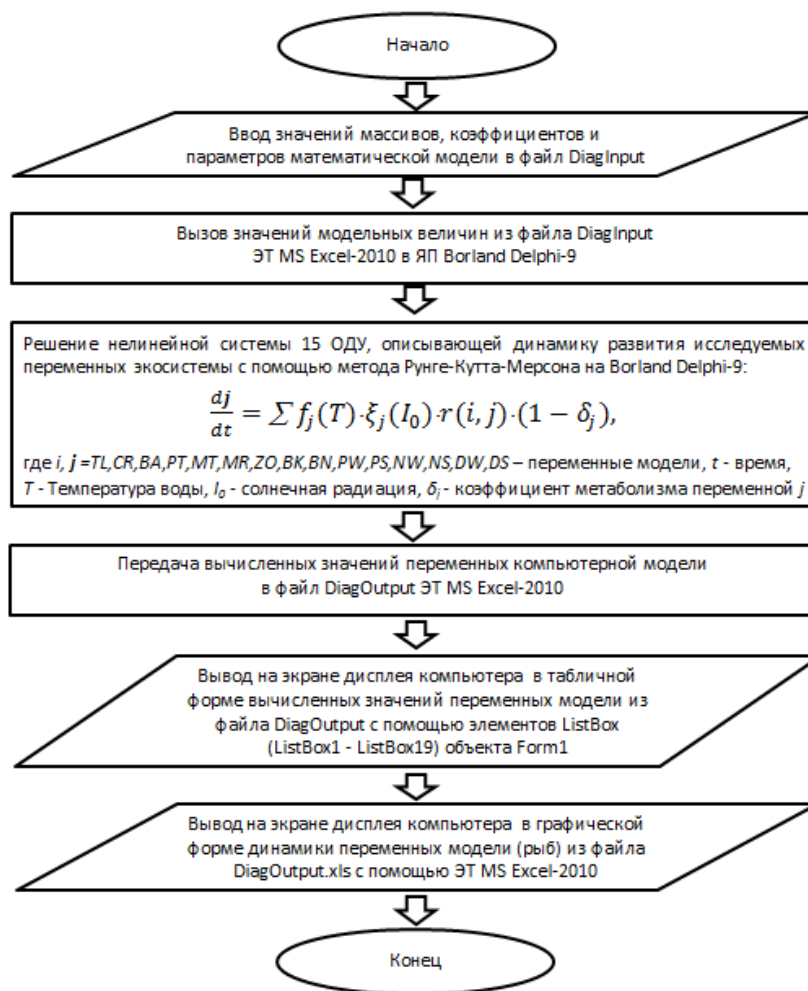 Начало
Ввод значений массивов, коэффициентов и
параметров математической модели в файл DiagInput
Вызов значений модельных величин из файла DiagInput
ЭТ MS Excel-2010 в ЯП Borland Delphi-9
Решение нелинейной системы 15 ОДУ, описывающей динамику развития исследуемых
переменных экосистемы с помощью метода Рунге-Кутта-Мерсона на Borland Delphi-9:
dj/dt = ∑ f_j(T)·ξ_j(I_0)·r(i,j)·(1 − δ_j),
где i, j =TL,CR,BA,PT,MT,MR,ZO,BK,BN,PW,PS,NW,NS,DW,DS – переменные модели, t - время,
T - Температура воды, I_0 - солнечная радиация, δ_j - коэффициент метаболизма переменной j
Передача вычисленных значений переменных компьютерной модели
в файл DiagOutput ЭТ MS Excel-2010
Вывод на экране дисплея компьютера в табличной
форме вычисленных значений переменных модели из
файла DiagOutput с помощью элементов ListBox
(ListBox1 - ListBox19) объекта Form1
Вывод на экране дисплея компьютера в графической
форме динамики переменных модели (рыб) из файла
DiagOutput.xls с помощью ЭТ MS Excel-2010
Конец